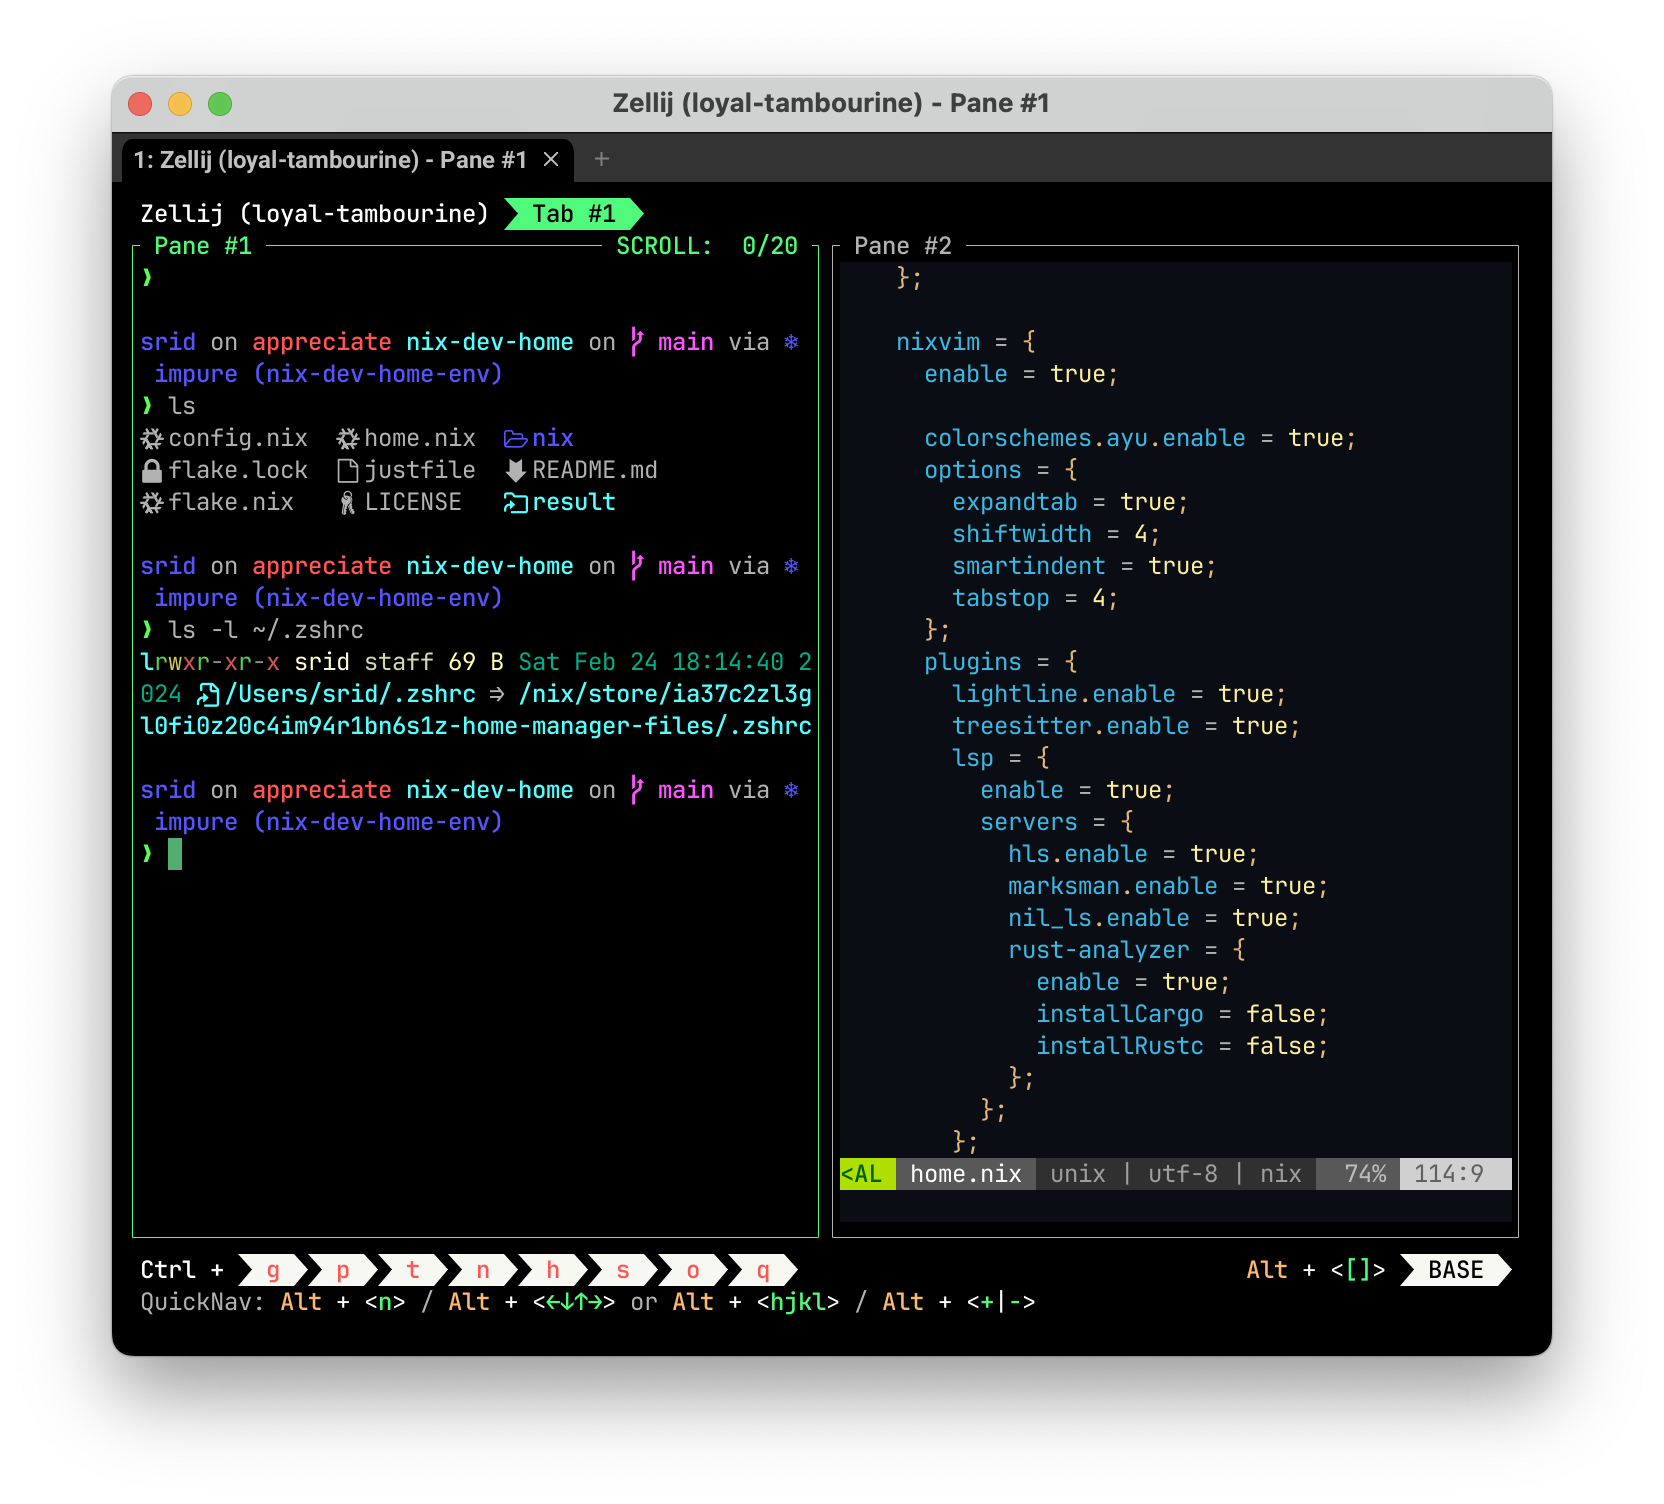 Zellij (loyal-tambourine) - Pane #1
1: Zellij (loyal-tambourine) - Pane #1 × +
Zellij (loyal-tambourine) Tab #1
Pane #1 SCROLL: 0/20
❯
srid on appreciate nix-dev-home on main via ❄
impure (nix-dev-home-env)
❯ ls
config.nix home.nix nix
flake.lock justfile README.md
flake.nix LICENSE result
srid on appreciate nix-dev-home on main via ❄
impure (nix-dev-home-env)
❯ ls -l ~/.zshrc
lrwxr-xr-x srid staff 69 B Sat Feb 24 18:14:40 2
024 /Users/srid/.zshrc ⇒ /nix/store/ia37c2zl3g
l0fi0z20c4im94r1bn6s1z-home-manager-files/.zshrc
srid on appreciate nix-dev-home on main via ❄
impure (nix-dev-home-env)
❯
Pane #2
};
nixvim = {
enable = true;
colorschemes.ayu.enable = true;
options = {
expandtab = true;
shiftwidth = 4;
smartindent = true;
tabstop = 4;
};
plugins = {
lightline.enable = true;
treesitter.enable = true;
lsp = {
enable = true;
servers = {
hls.enable = true;
marksman.enable = true;
nil_ls.enable = true;
rust-analyzer = {
enable = true;
installCargo = false;
installRustc = false;
};
};
};
<AL home.nix unix | utf-8 | nix 74% 114:9
Ctrl + g p t n h s o q Alt + <[]> BASE
QuickNav: Alt + <n> / Alt + <←↓↑→> or Alt + <hjkl> / Alt + <+|->